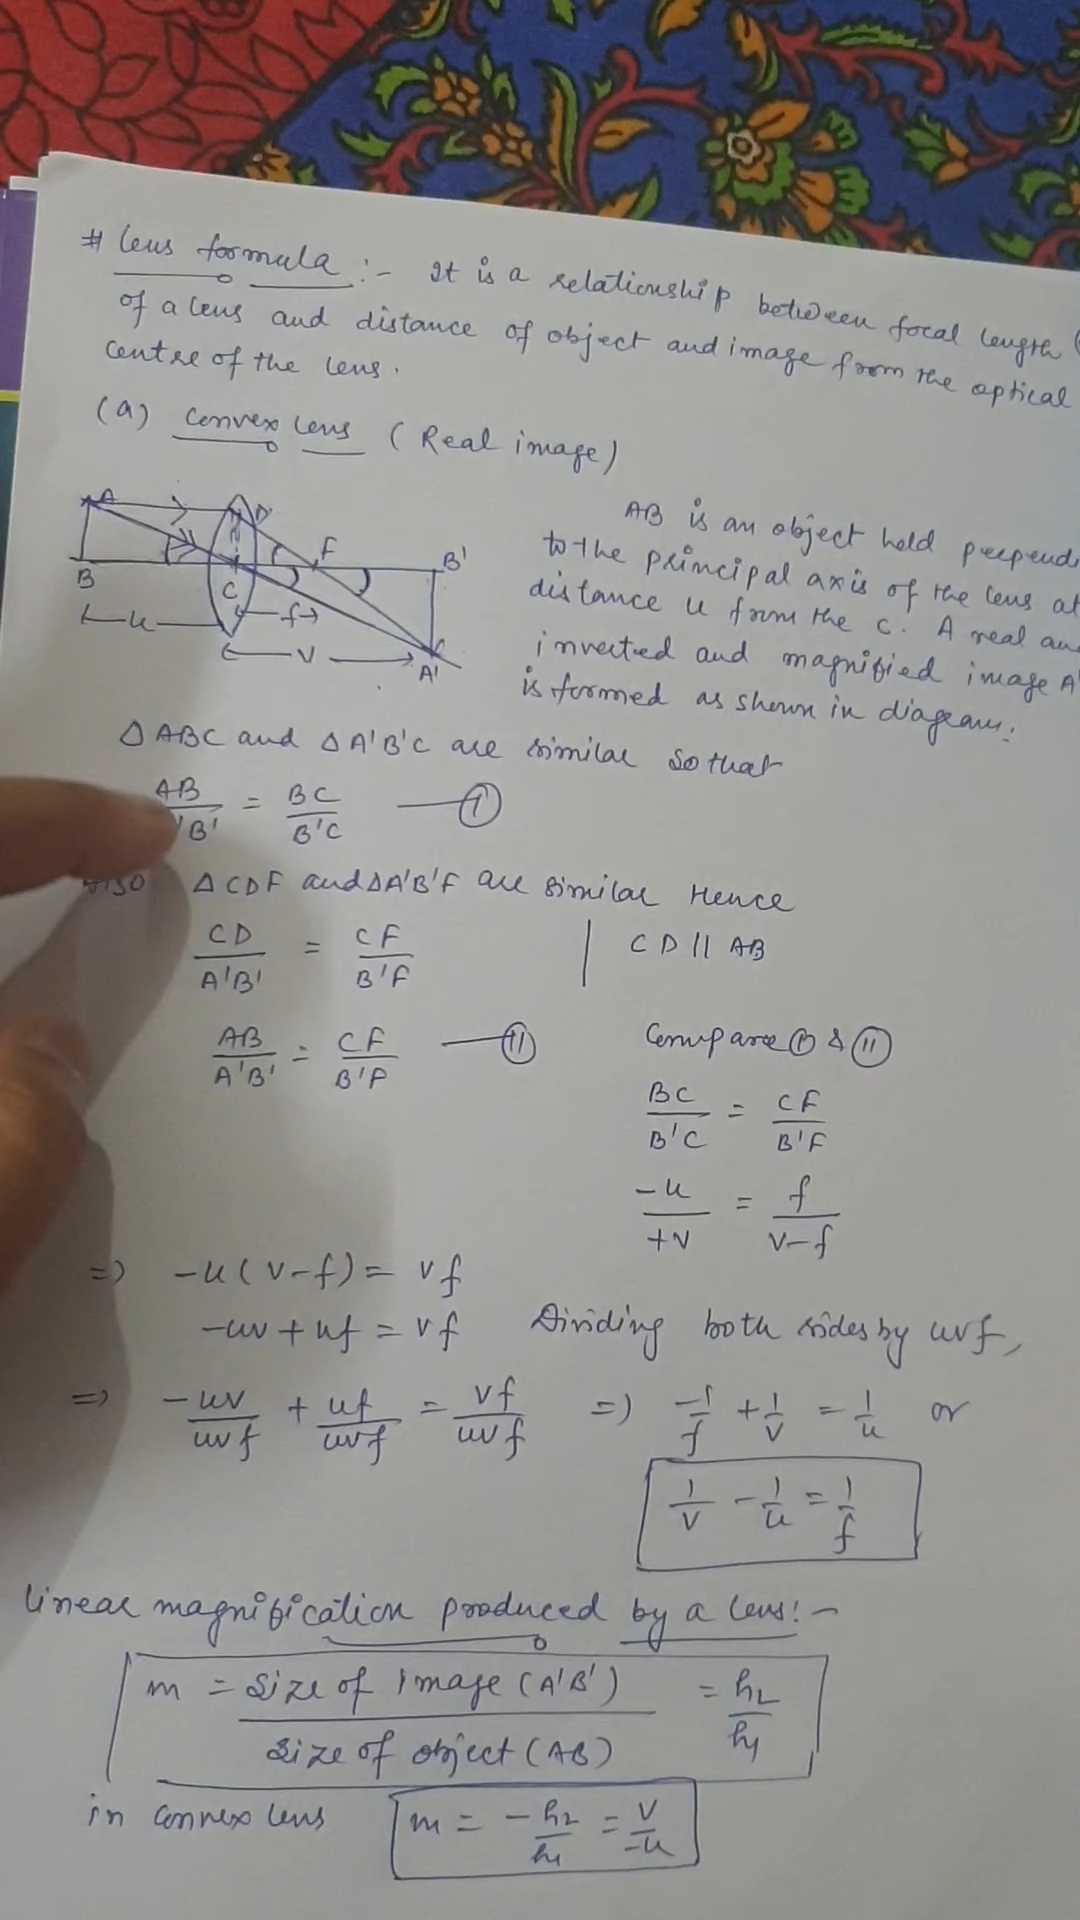 # Lens formula :- It is a relationship between focal length
of a lens and distance of object and image from the optical
centre of the lens.
(a) Convex lens (Real image)
A D F B' B C u f v A'
AB is an object held
to the principal axis of the lens at
distance u from the C. A real
inverted and magnified image
is formed as shown in diagram.
Δ ABC and Δ A'B'C are similar so that
AB/'B' = BC/B'C — (I)
Δ CDF and Δ A'B'F are similar Hence
CD/A'B' = CF/B'F | CD || AB
AB/A'B' = CF/B'F — (II) Compare (I) & (II)
BC/B'C = CF/B'F
-u/+v = f/v-f
=) -u(v-f) = vf
-uv + uf = vf Dividing both sides by uvf,
=) -uv/uvf + uf/uvf = vf/uvf =) -1/f + 1/v = 1/u or
1/v - 1/u = 1/f
Linear magnification produced by a lens:-
m = Size of Image (A'B')/Size of object (AB) = h2/h1
in convex lens m = -h2/h1 = v/-u